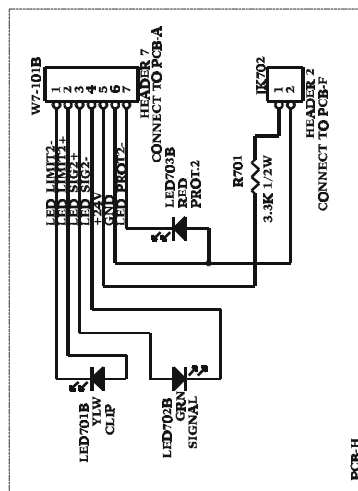 W7-101B
1 2 3 4 5 6 7
HEADER 7
CONNECT TO PCB-A
LED LIMIT2-
LED LIMIT2+
LED SIG2+
LED SIG2-
+24V
GND
LED PROT2-
JK702
1 2
HEADER 2
CONNECT TO PCB-F
R701
3.3K 1/2W
LED703B
RED
PROT.2
LED701B
YLW
CLIP
LED702B
GRN
SIGNAL
PCB-H